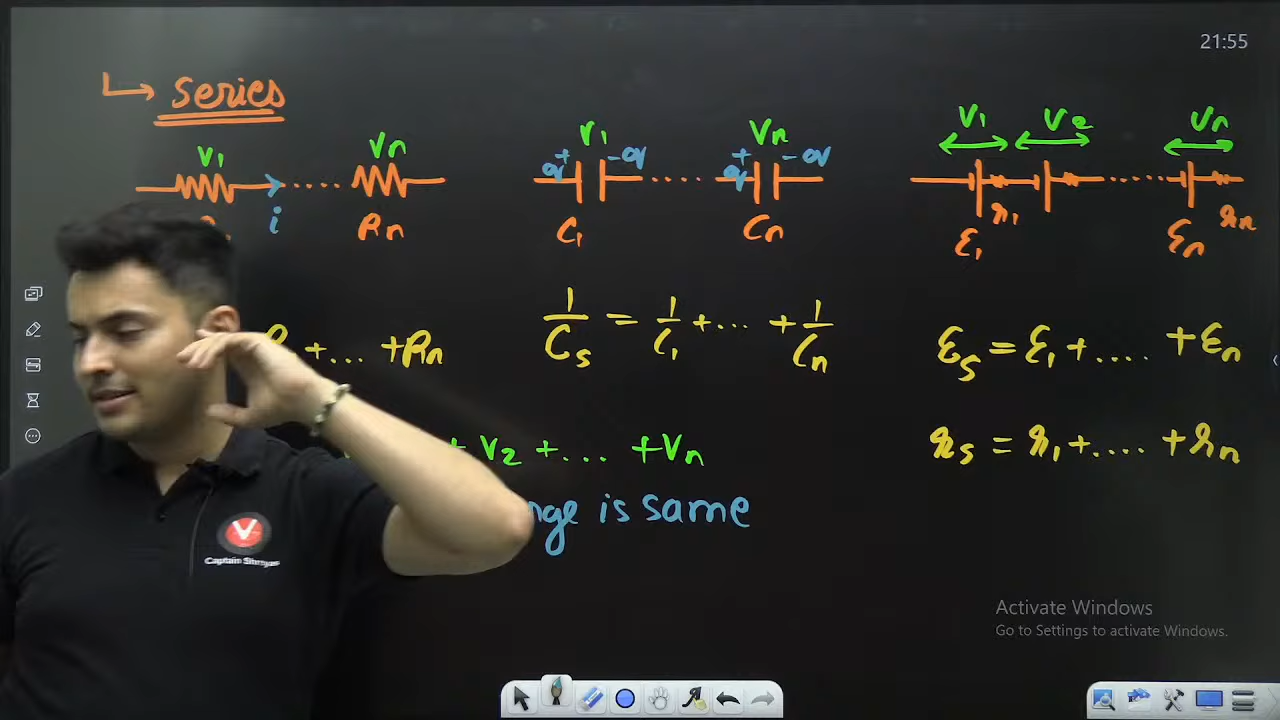 21:55
↳ Series
V₁ Vn V₁ Vn V₁ V₂ Vn
i +q -q +q -q
Rn C₁ Cn ε₁ r₁ εn rn
+... +Rn
1/Cs = 1/C₁ +... + 1/Cn
εs = ε₁ + .... + εn
+ V₂ +... +Vn
rs = r₁ + .... + rn
is same
V
Captain Shreyas
Activate Windows
Go to Settings to activate Windows.